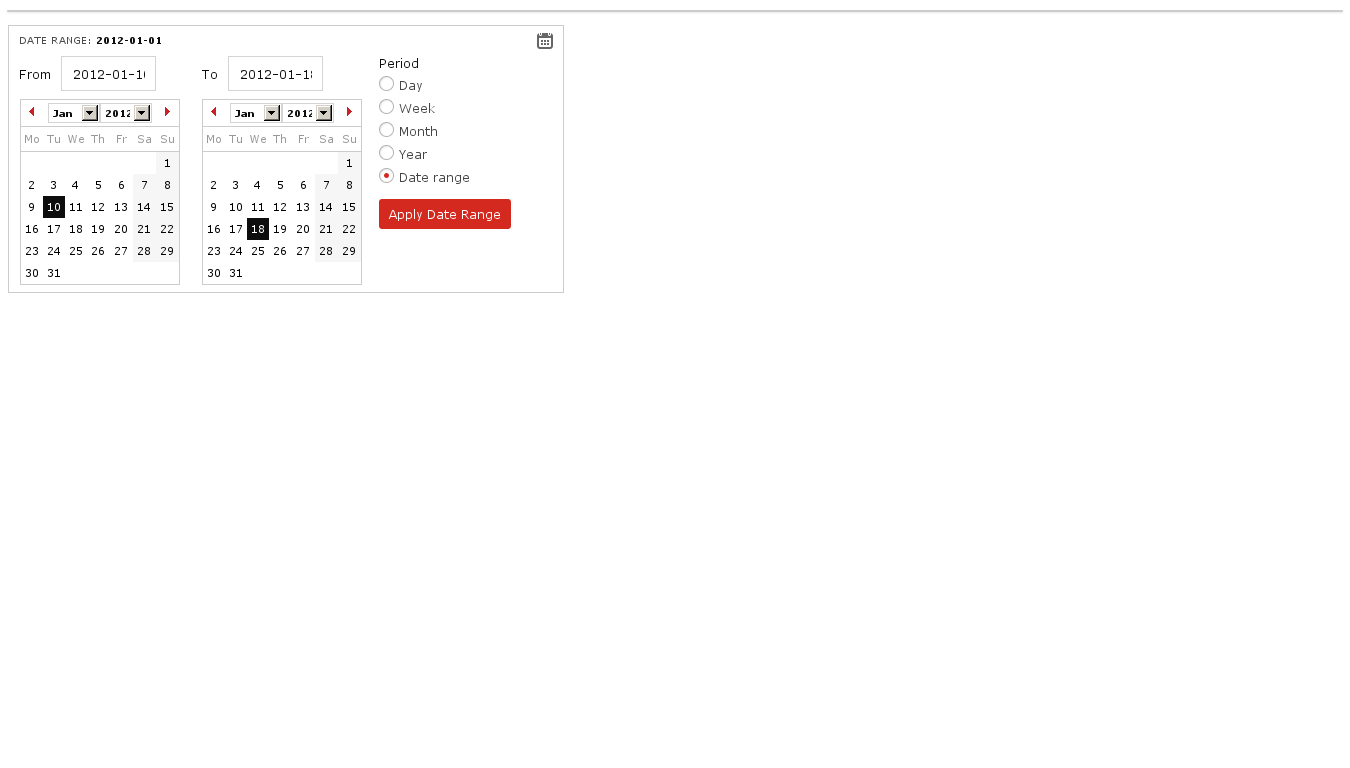 DATE RANGE: 2012-01-01
From 2012-01-10 To 2012-01-18
Period
Day
Week
Month
Year
Date range
Apply Date Range
Jan 2012
Mo Tu We Th Fr Sa Su
1
2 3 4 5 6 7 8
9 10 11 12 13 14 15
16 17 18 19 20 21 22
23 24 25 26 27 28 29
30 31
Jan 2012
Mo Tu We Th Fr Sa Su
1
2 3 4 5 6 7 8
9 10 11 12 13 14 15
16 17 18 19 20 21 22
23 24 25 26 27 28 29
30 31